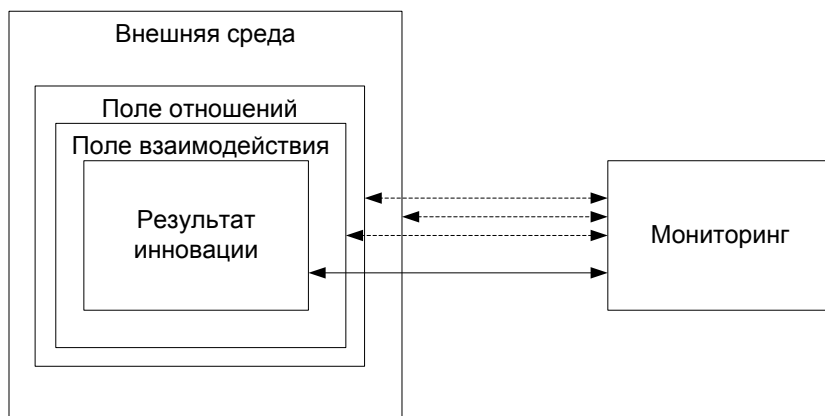 Внешняя среда
Поле отношений
Поле взаимодействия
Результат
инновации
Мониторинг